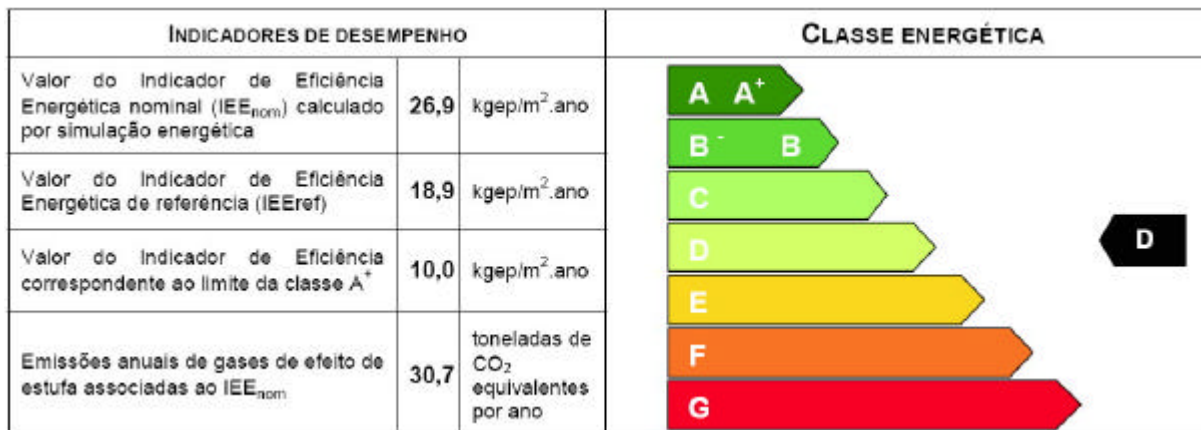 INDICADORES DE DESEMPENHO
Valor do Indicador de Eficiência
Energética nominal (IEEnom) calculado
por simulação energética
26,9
kgep/m².ano
Valor do Indicador de Eficiência
Energética de referência (IEEref)
18,9
kgep/m².ano
Valor do Indicador de Eficiência
correspondente ao limite da classe A⁺
10,0
kgep/m².ano
Emissões anuais de gases de efeito de
estufa associadas ao IEEnom
30,7
toneladas de
CO₂
equivalentes
por ano
CLASSE ENERGÉTICA
A A⁺
B⁻ B
C
D
D
E
F
G